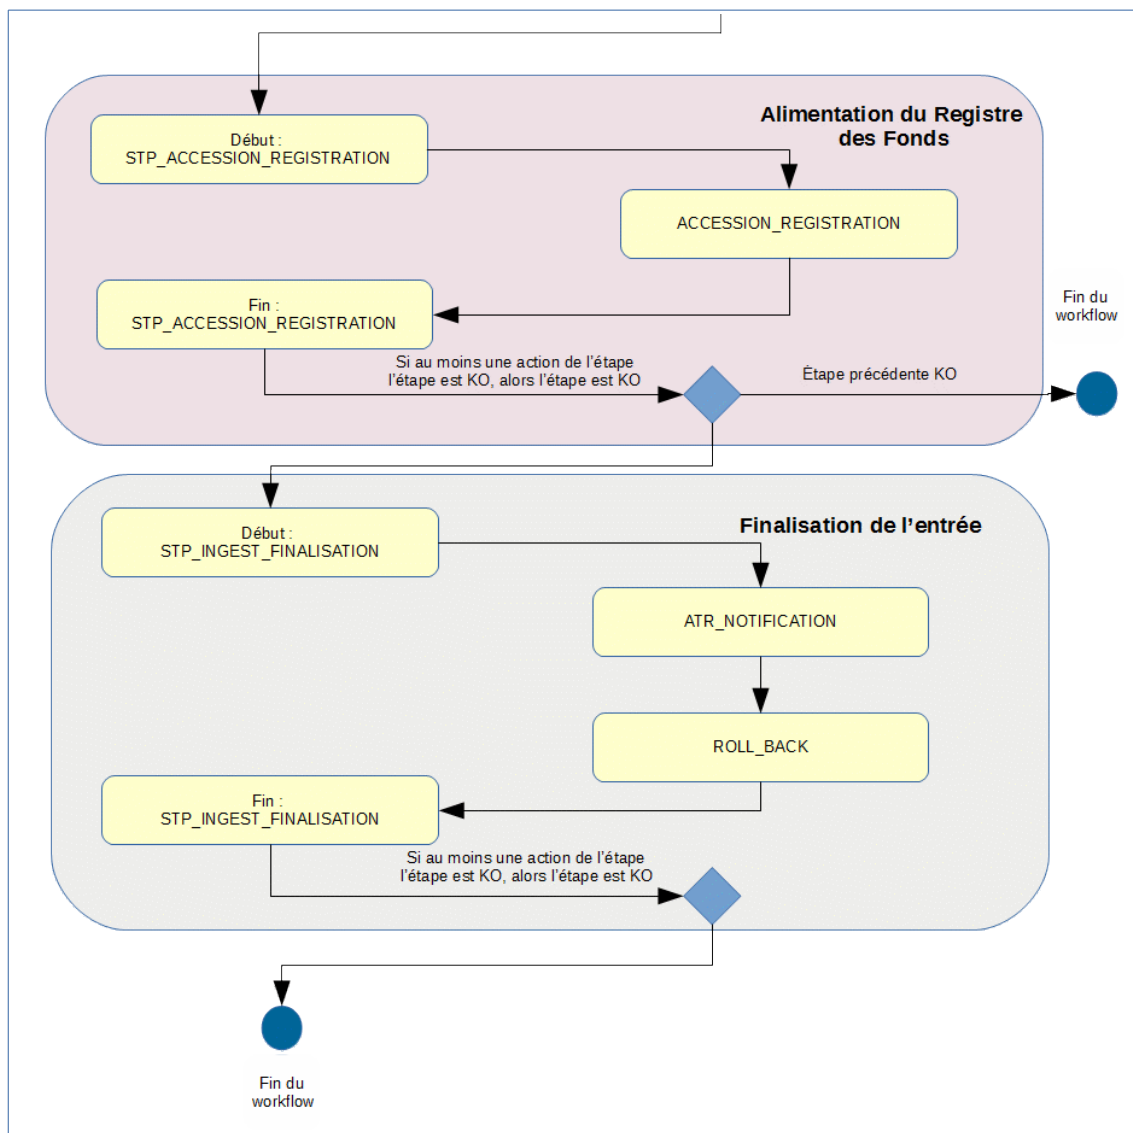 Alimentation du Registre
des Fonds
Début :
STP_ACCESSION_REGISTRATION
ACCESSION_REGISTRATION
Fin :
STP_ACCESSION_REGISTRATION
Fin du
workflow
Si au moins une action de l'étape
l'étape est KO, alors l'étape est KO
Étape précédente KO
Finalisation de l'entrée
Début :
STP_INGEST_FINALISATION
ATR_NOTIFICATION
ROLL_BACK
Fin :
STP_INGEST_FINALISATION
Si au moins une action de l'étape
l'étape est KO, alors l'étape est KO
Fin du
workflow